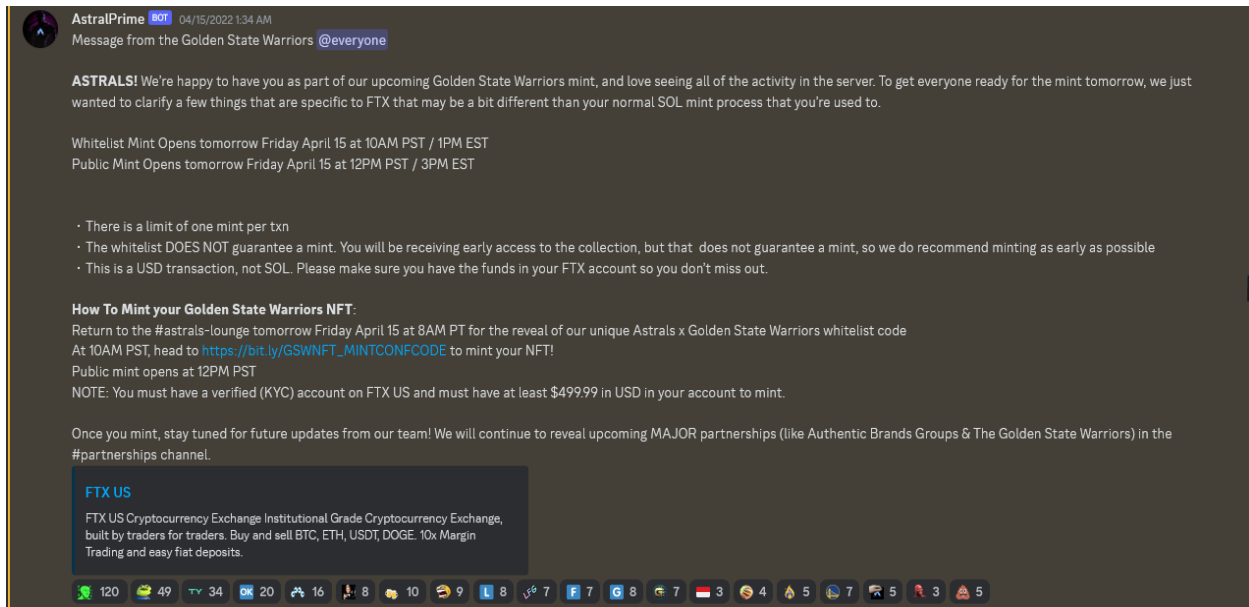 AstralPrime BOT 04/15/2022 1:34 AM
Message from the Golden State Warriors @everyone
ASTRALS! We're happy to have you as part of our upcoming Golden State Warriors mint, and love seeing all of the activity in the server. To get everyone ready for the mint tomorrow, we just
wanted to clarify a few things that are specific to FTX that may be a bit different than your normal SOL mint process that you're used to.
Whitelist Mint Opens tomorrow Friday April 15 at 10AM PST / 1PM EST
Public Mint Opens tomorrow Friday April 15 at 12PM PST / 3PM EST
・There is a limit of one mint per txn
・The whitelist DOES NOT guarantee a mint. You will be receiving early access to the collection, but that does not guarantee a mint, so we do recommend minting as early as possible
・This is a USD transaction, not SOL. Please make sure you have the funds in your FTX account so you don't miss out.
How To Mint your Golden State Warriors NFT:
Return to the #astrals-lounge tomorrow Friday April 15 at 8AM PT for the reveal of our unique Astrals x Golden State Warriors whitelist code
At 10AM PST, head to https://bit.ly/GSWNFT_MINTCONFCODE to mint your NFT!
Public mint opens at 12PM PST
NOTE: You must have a verified (KYC) account on FTX US and must have at least $499.99 in USD in your account to mint.
Once you mint, stay tuned for future updates from our team! We will continue to reveal upcoming MAJOR partnerships (like Authentic Brands Groups & The Golden State Warriors) in the
#partnerships channel.
FTX US
FTX US Cryptocurrency Exchange Institutional Grade Cryptocurrency Exchange,
built by traders for traders. Buy and sell BTC, ETH, USDT, DOGE. 10x Margin
Trading and easy fiat deposits.
120 49 TY 34 OK 20 16 8 10 9 L 8 7 F 7 G 8 7 3 4 5 7 5 3 5